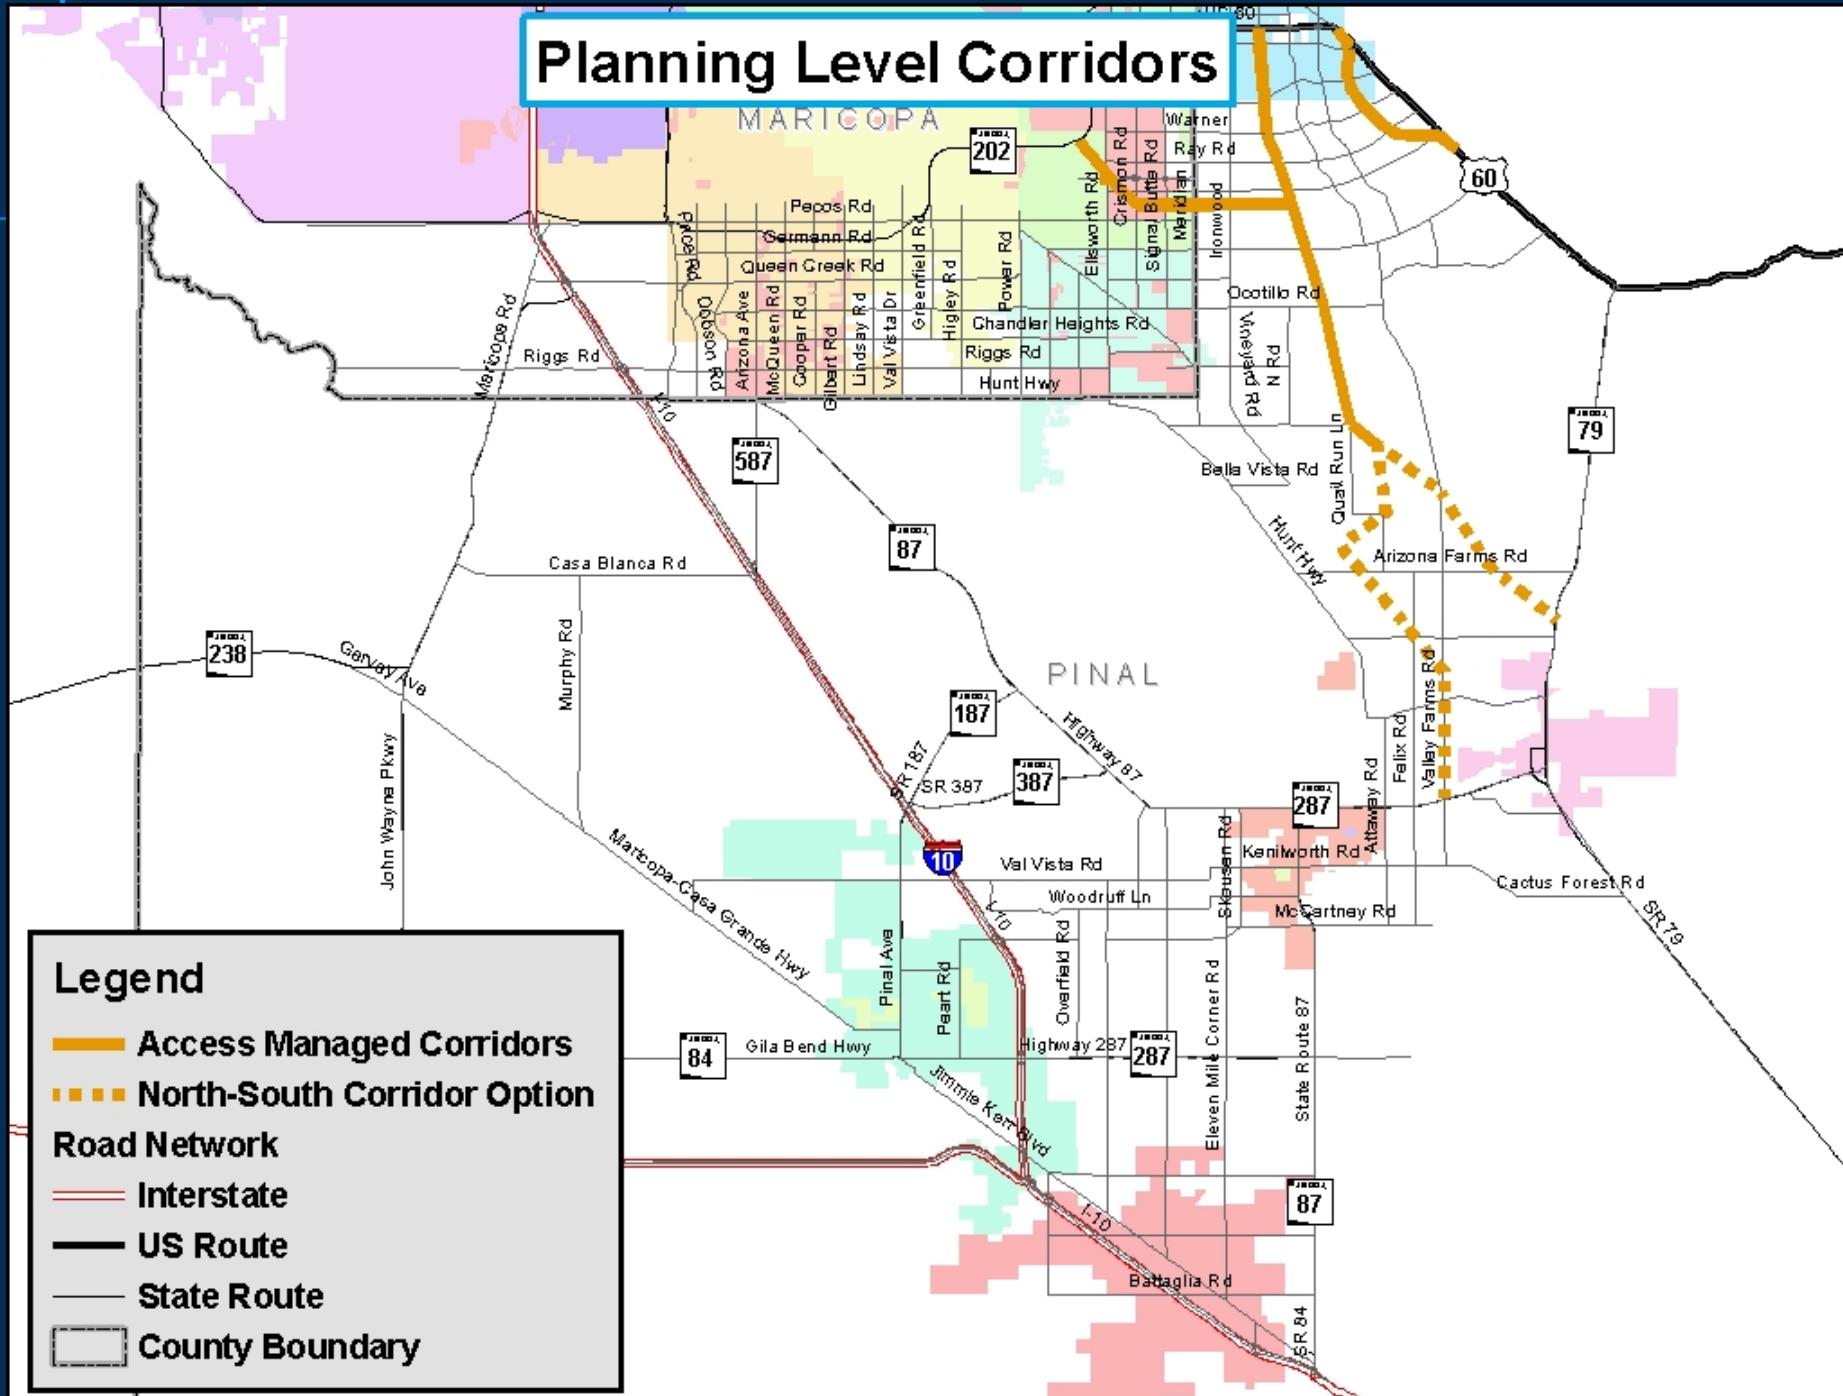 Planning Level Corridors
MARICOPA
Warner
Ray Rd
202
60
Crismon Rd
Signal Butte Rd
Meridian
Ellsworth Rd
Ironwood
Pecos Rd
Germann Rd
Queen Creek Rd
Price Rd
Dobson Rd
Arizona Ave
McQueen Rd
Cooper Rd
Gilbert Rd
Lindsay Rd
Val Vista Dr
Greenfield Rd
Higley Rd
Power Rd
Ocotillo Rd
Chandler Heights Rd
Riggs Rd
Riggs Rd
Hunt Hwy
Maricopa Rd
Vineyard Rd
N Rd
I-10
79
587
Bella Vista Rd
Quail Run Ln
87
Hunt Hwy
Arizona Farms Rd
Casa Blanca Rd
Murphy Rd
238
Garvey Ave
PINAL
187
Highway 87
SR 187
SR 387
387
287
Felix Rd
Valley Farms Rd
Attaway Rd
John Wayne Pkwy
Maricopa-Casa Grande Hwy
10
Val Vista Rd
Woodruff Ln
Skousen Rd
Kenilworth Rd
McCartney Rd
Cactus Forest Rd
SR 79
I-10
Pinal Ave
Peart Rd
Overfield Rd
Eleven Mile Corner Rd
State Route 87
84
Gila Bend Hwy
Highway 287
287
Jimmie Kerr Blvd
87
I-10
Battaglia Rd
SR 84
Legend
Access Managed Corridors
North-South Corridor Option
Road Network
Interstate
US Route
State Route
County Boundary